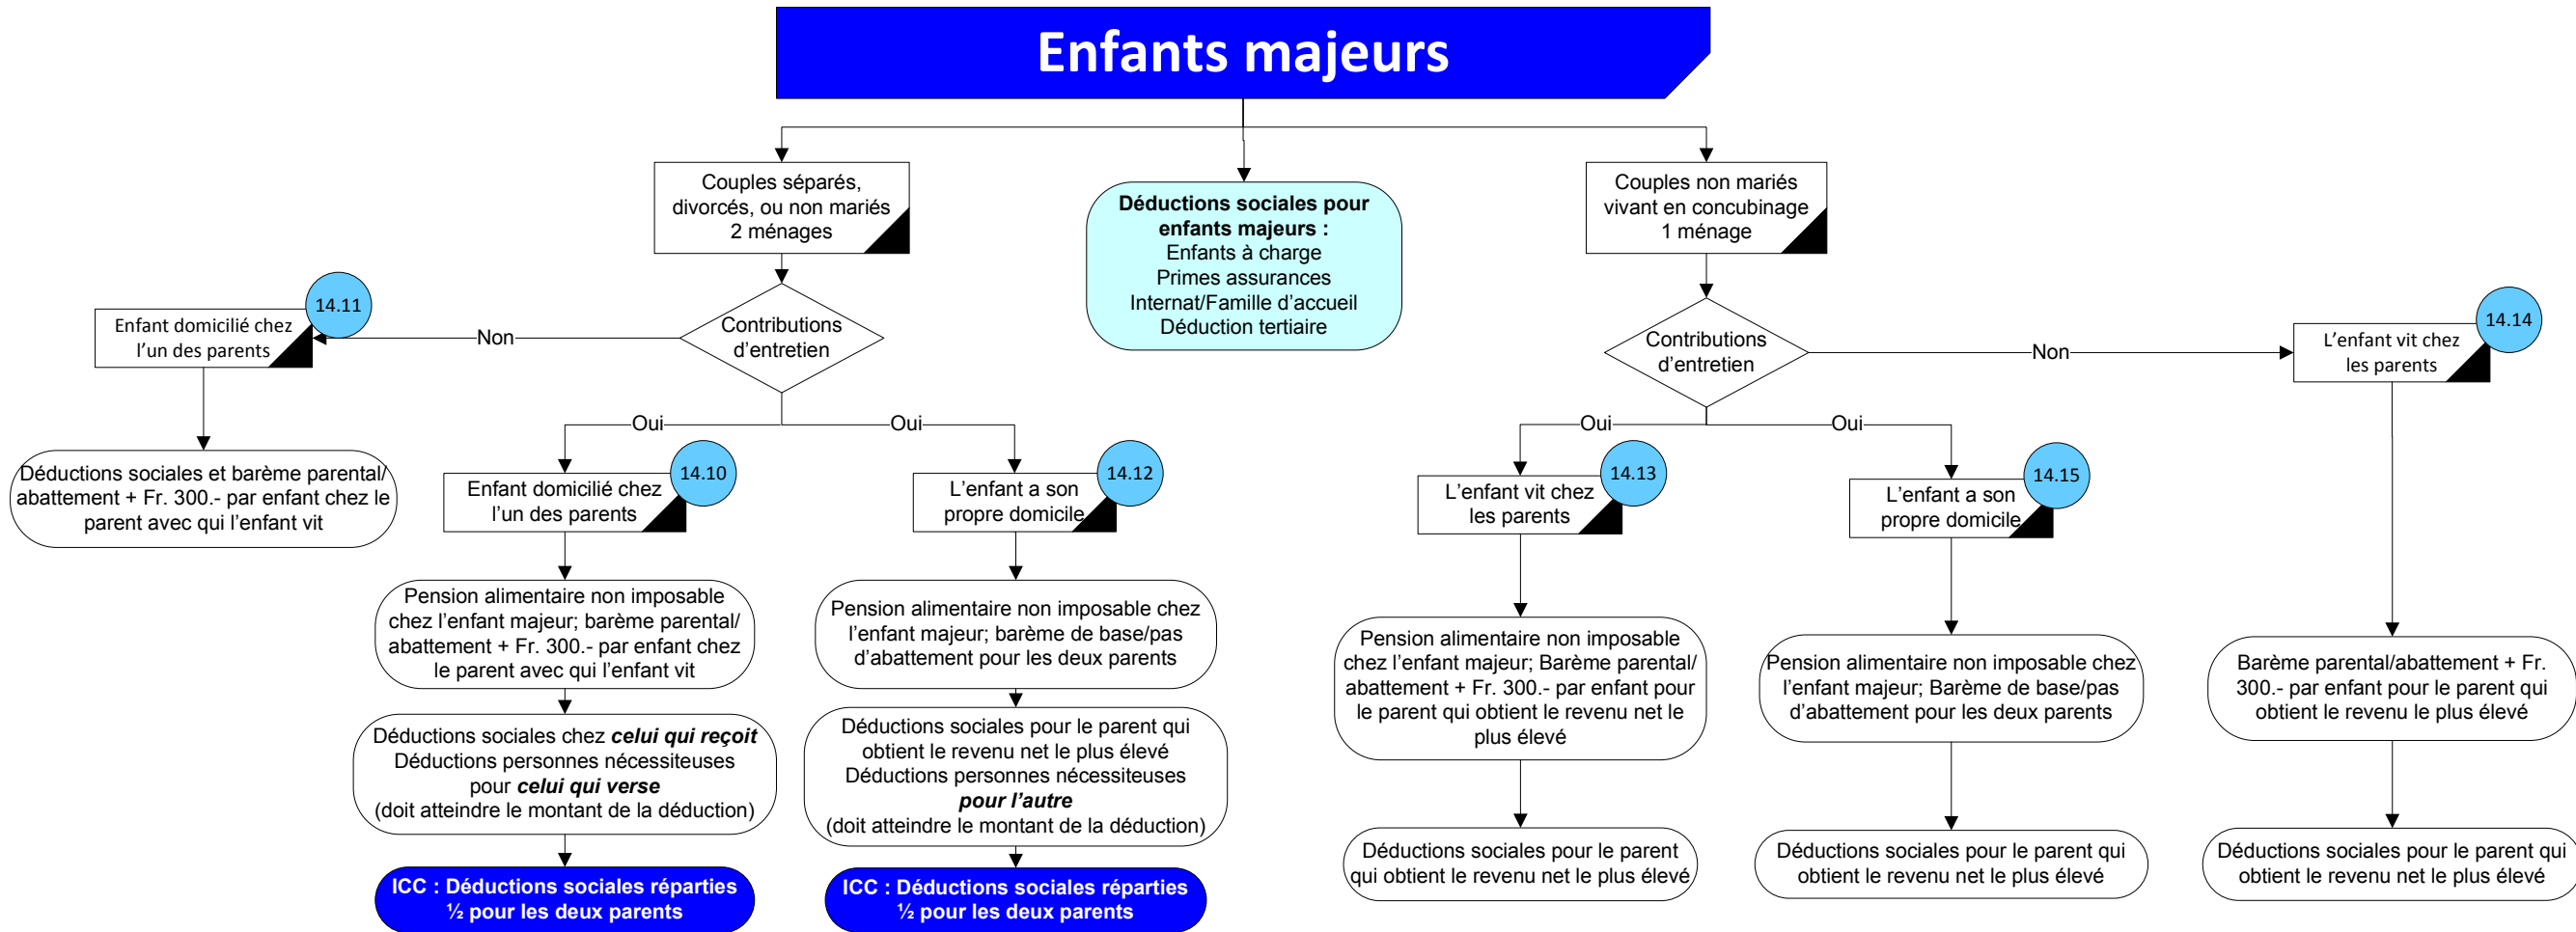 Enfants majeurs
Couples séparés,
divorcés, ou non mariés
2 ménages
Déductions sociales pour
enfants majeurs :
Enfants à charge
Primes assurances
Internat/Famille d'accueil
Déduction tertiaire
Couples non mariés
vivant en concubinage
1 ménage
14.11
Enfant domicilié chez
l'un des parents
Non
Contributions
d'entretien
Contributions
d'entretien
Non
14.14
L'enfant vit chez
les parents
Oui
Oui
Oui
Oui
Déductions sociales et barème parental/
abattement + Fr. 300.- par enfant chez le
parent avec qui l'enfant vit
14.10
Enfant domicilié chez
l'un des parents
14.12
L'enfant a son
propre domicile
14.13
L'enfant vit chez
les parents
14.15
L'enfant a son
propre domicile
Pension alimentaire non imposable
chez l'enfant majeur; barème parental/
abattement + Fr. 300.- par enfant chez
le parent avec qui l'enfant vit
Pension alimentaire non imposable chez
l'enfant majeur; barème de base/pas
d'abattement pour les deux parents
Pension alimentaire non imposable
chez l'enfant majeur; Barème parental/
abattement + Fr. 300.- par enfant pour
le parent qui obtient le revenu net le
plus élevé
Pension alimentaire non imposable chez
l'enfant majeur; Barème de base/pas
d'abattement pour les deux parents
Barème parental/abattement + Fr.
300.- par enfant pour le parent qui
obtient le revenu le plus élevé
Déductions sociales chez celui qui reçoit
Déductions personnes nécessiteuses
pour celui qui verse
(doit atteindre le montant de la déduction)
Déductions sociales pour le parent qui
obtient le revenu net le plus élevé
Déductions personnes nécessiteuses
pour l'autre
(doit atteindre le montant de la déduction)
Déductions sociales pour le parent
qui obtient le revenu net le plus élevé
Déductions sociales pour le parent qui
obtient le revenu net le plus élevé
Déductions sociales pour le parent qui
obtient le revenu net le plus élevé
ICC : Déductions sociales réparties
½ pour les deux parents
ICC : Déductions sociales réparties
½ pour les deux parents